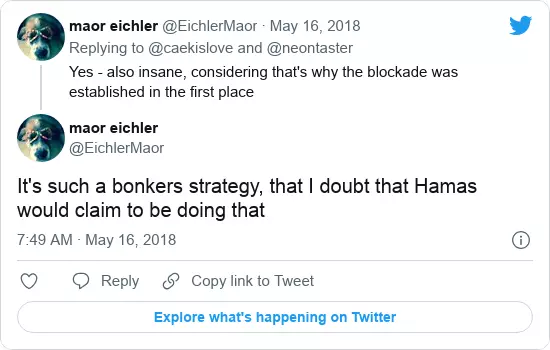 maor eichler @EichlerMaor · May 16, 2018
Replying to @caekislove and @neontaster
Yes - also insane, considering that's why the blockade was
established in the first place
maor eichler
@EichlerMaor
It's such a bonkers strategy, that I doubt that Hamas
would claim to be doing that
7:49 AM · May 16, 2018
Reply
Copy link to Tweet
Explore what's happening on Twitter